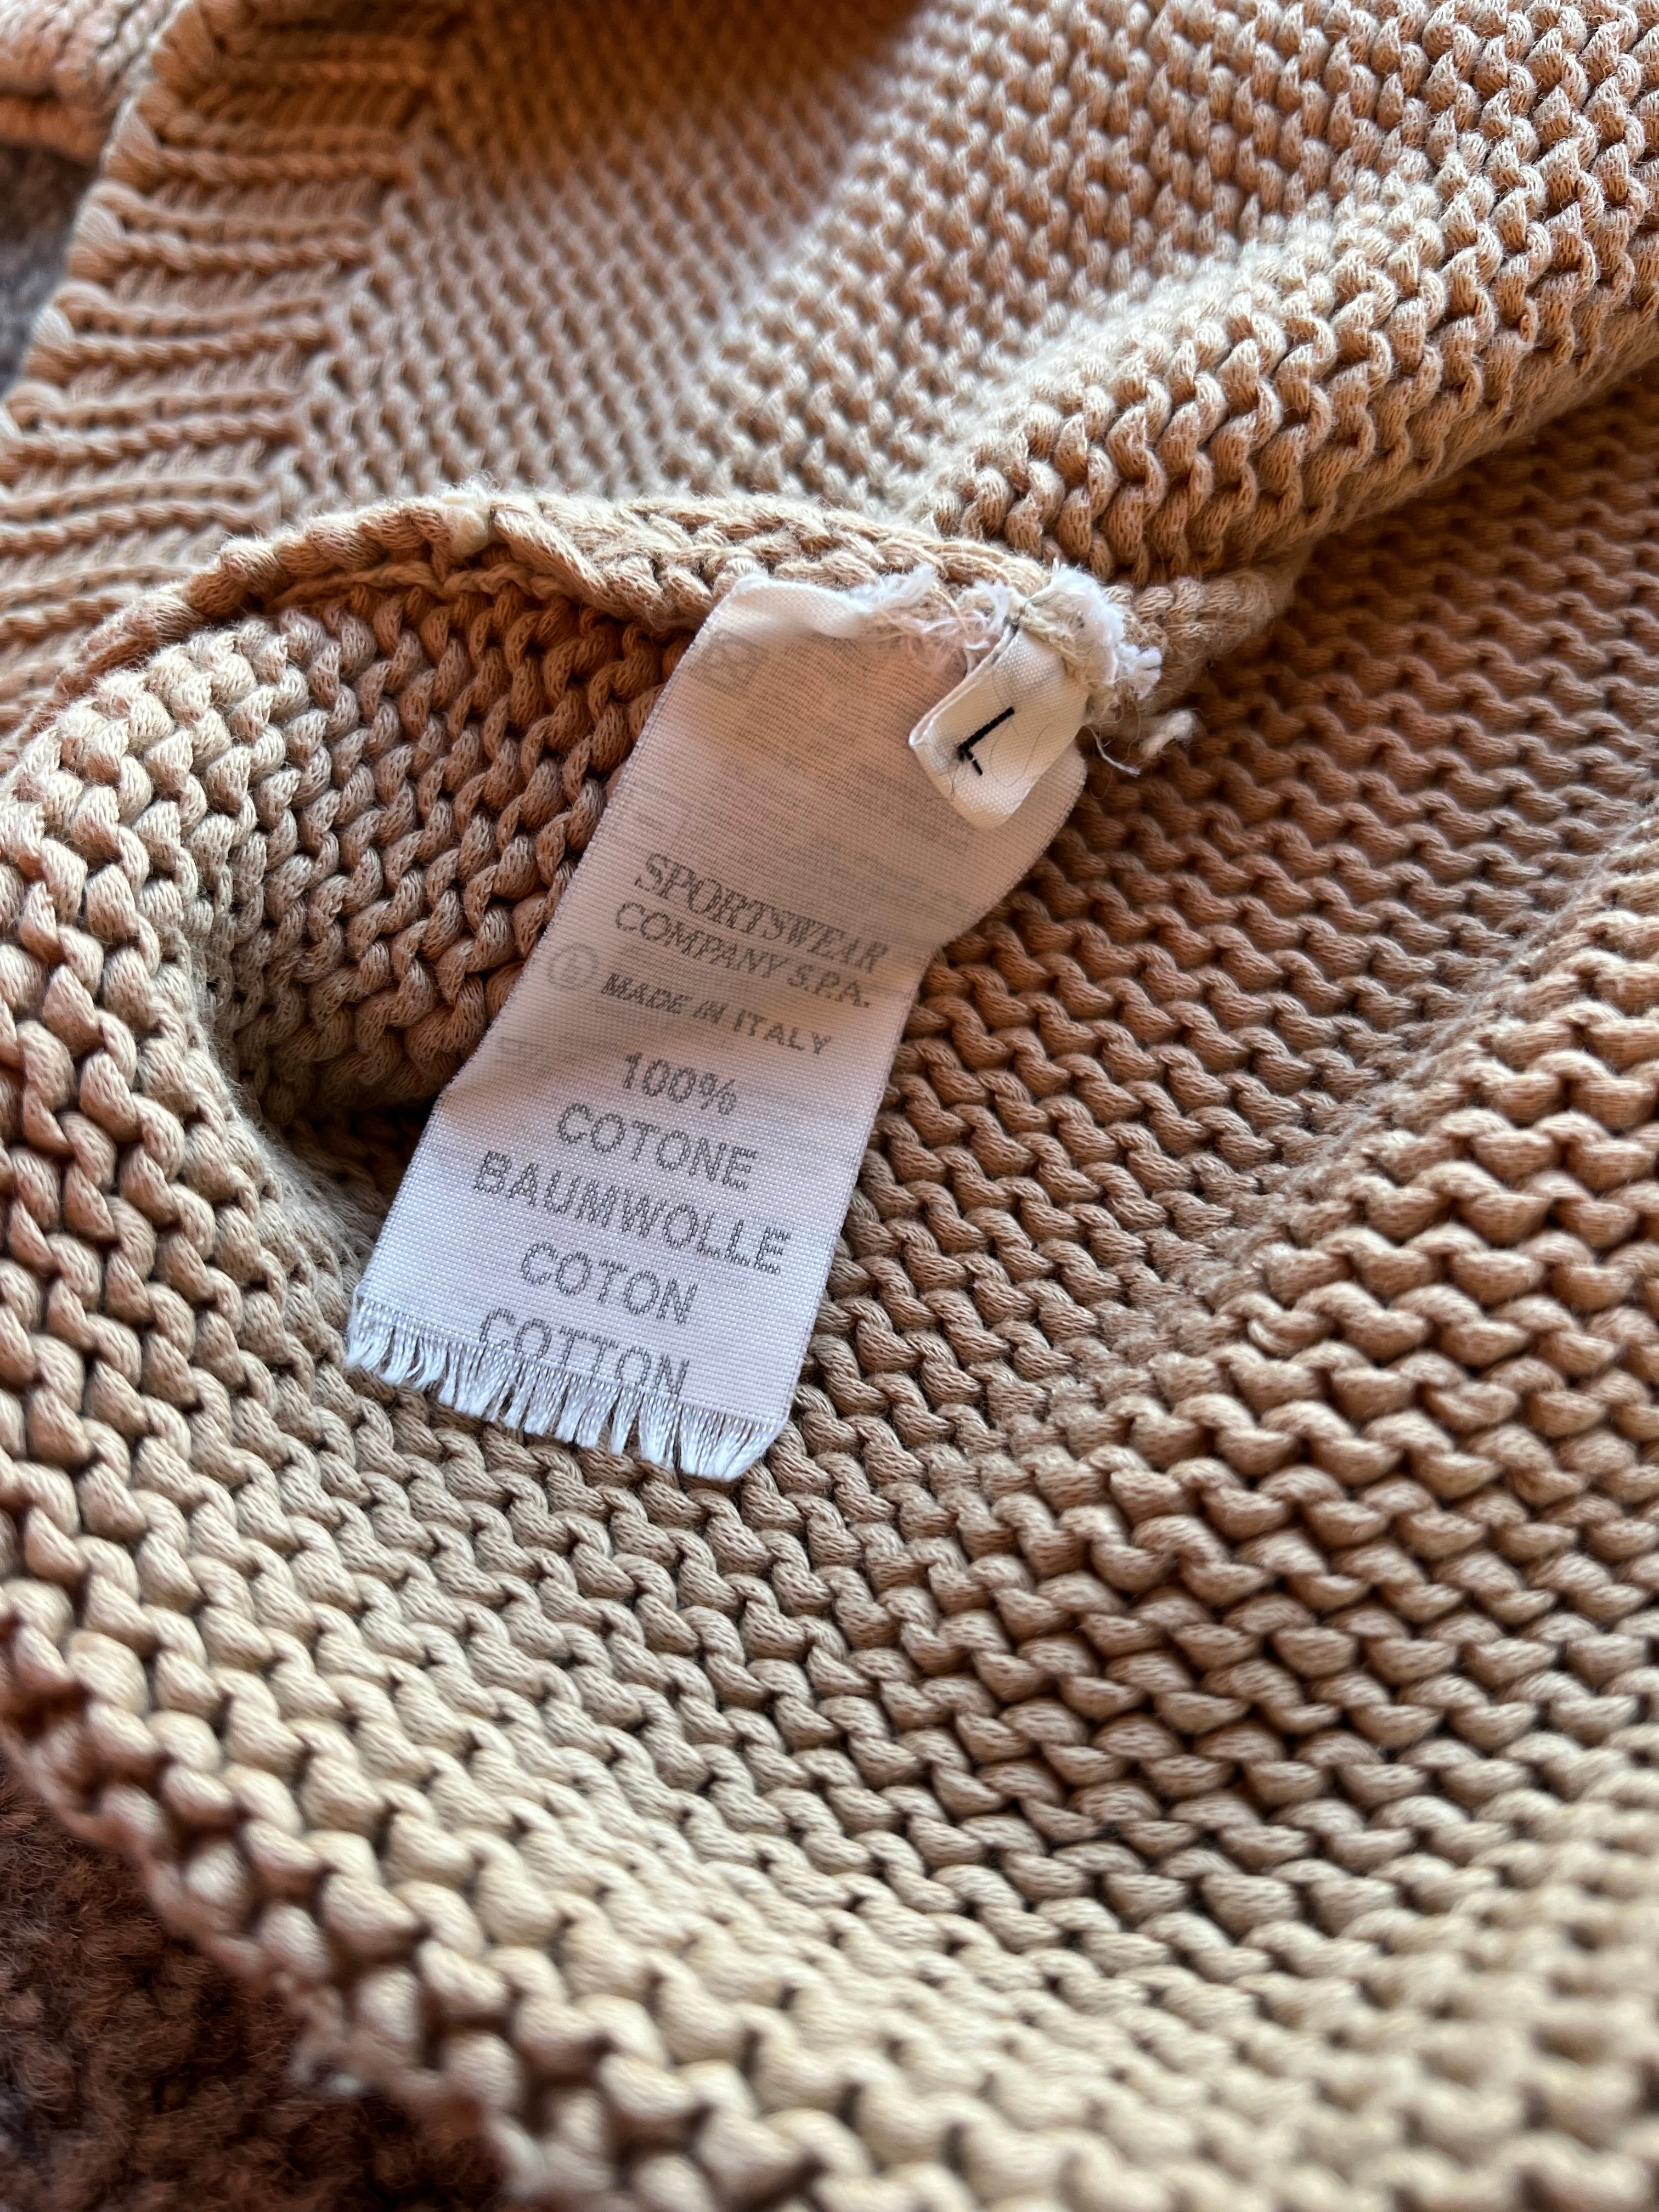 L
SPORTSWEAR
COMPANY S.P.A.
MADE IN ITALY
100%
COTONE
BAUMWOLLE
COTON
COTTON